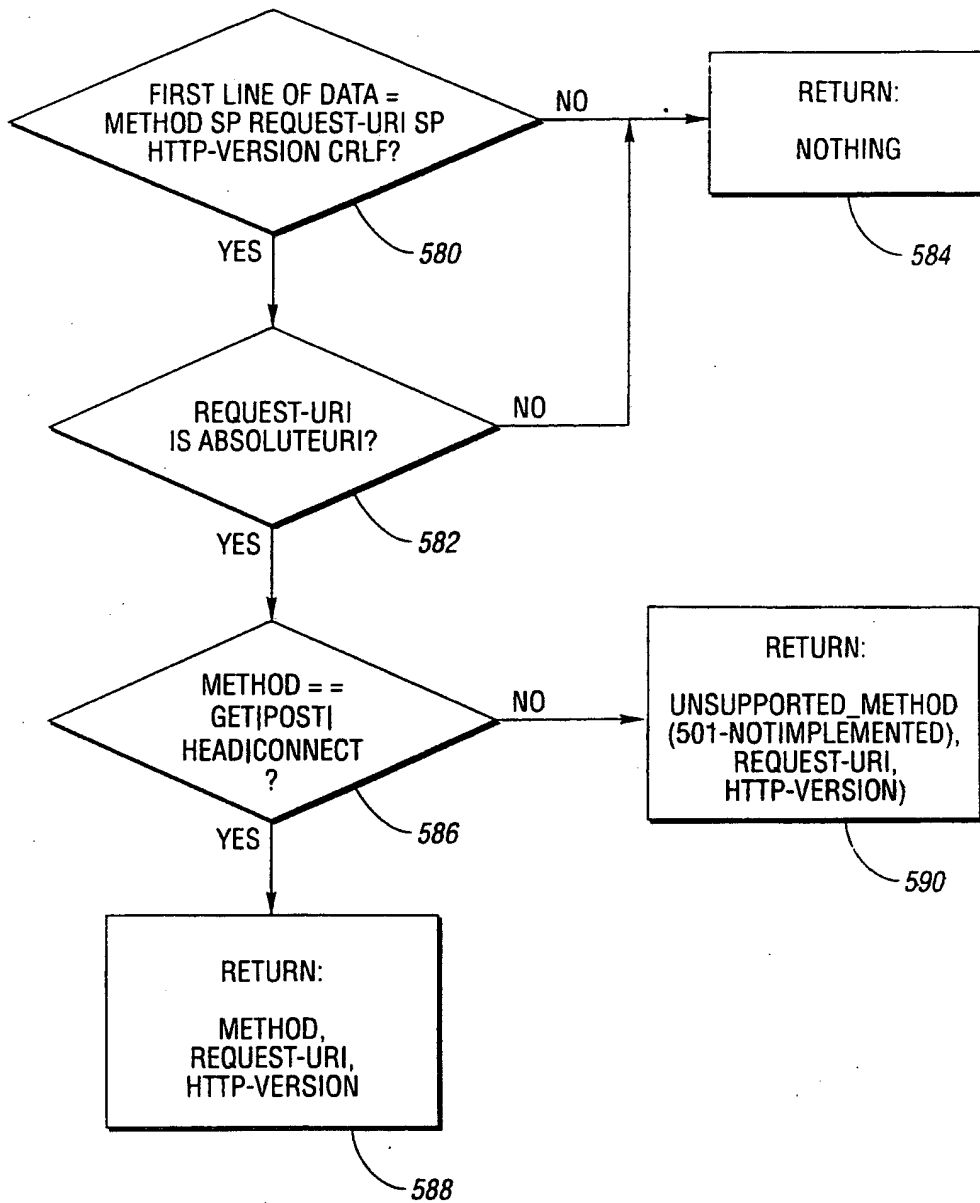 FIRST LINE OF DATA =
METHOD SP REQUEST-URI SP
HTTP-VERSION CRLF?
NO
RETURN:
NOTHING
584
YES
580
REQUEST-URI
IS ABSOLUTEURI?
NO
YES
582
METHOD = =
GET|POST|
HEAD|CONNECT
?
NO
RETURN:
UNSUPPORTED_METHOD
(501-NOTIMPLEMENTED),
REQUEST-URI,
HTTP-VERSION)
590
YES
586
RETURN:
METHOD,
REQUEST-URI,
HTTP-VERSION
588